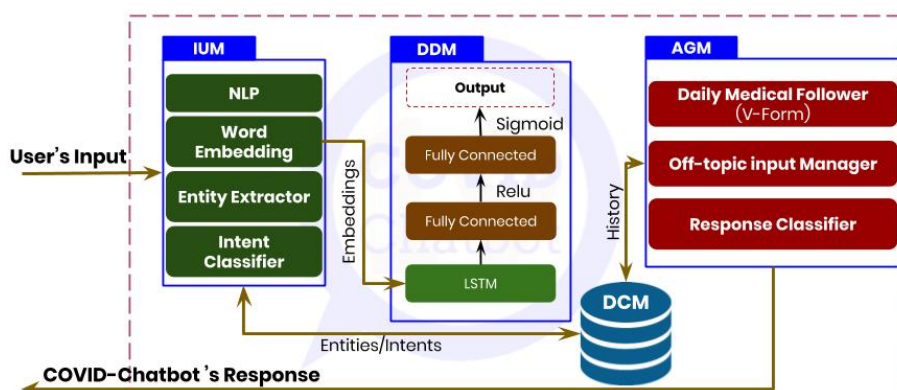 IUM
NLP
Word
Embedding
Entity Extractor
Intent
Classifier
User's Input
Embeddings
DDM
Output
Sigmoid
Fully Connected
Relu
Fully Connected
LSTM
History
AGM
Daily Medical Follower
(V-Form)
Off-topic input Manager
Response Classifier
DCM
Entities/Intents
COVID-Chatbot 's Response
COVID
Chatbot